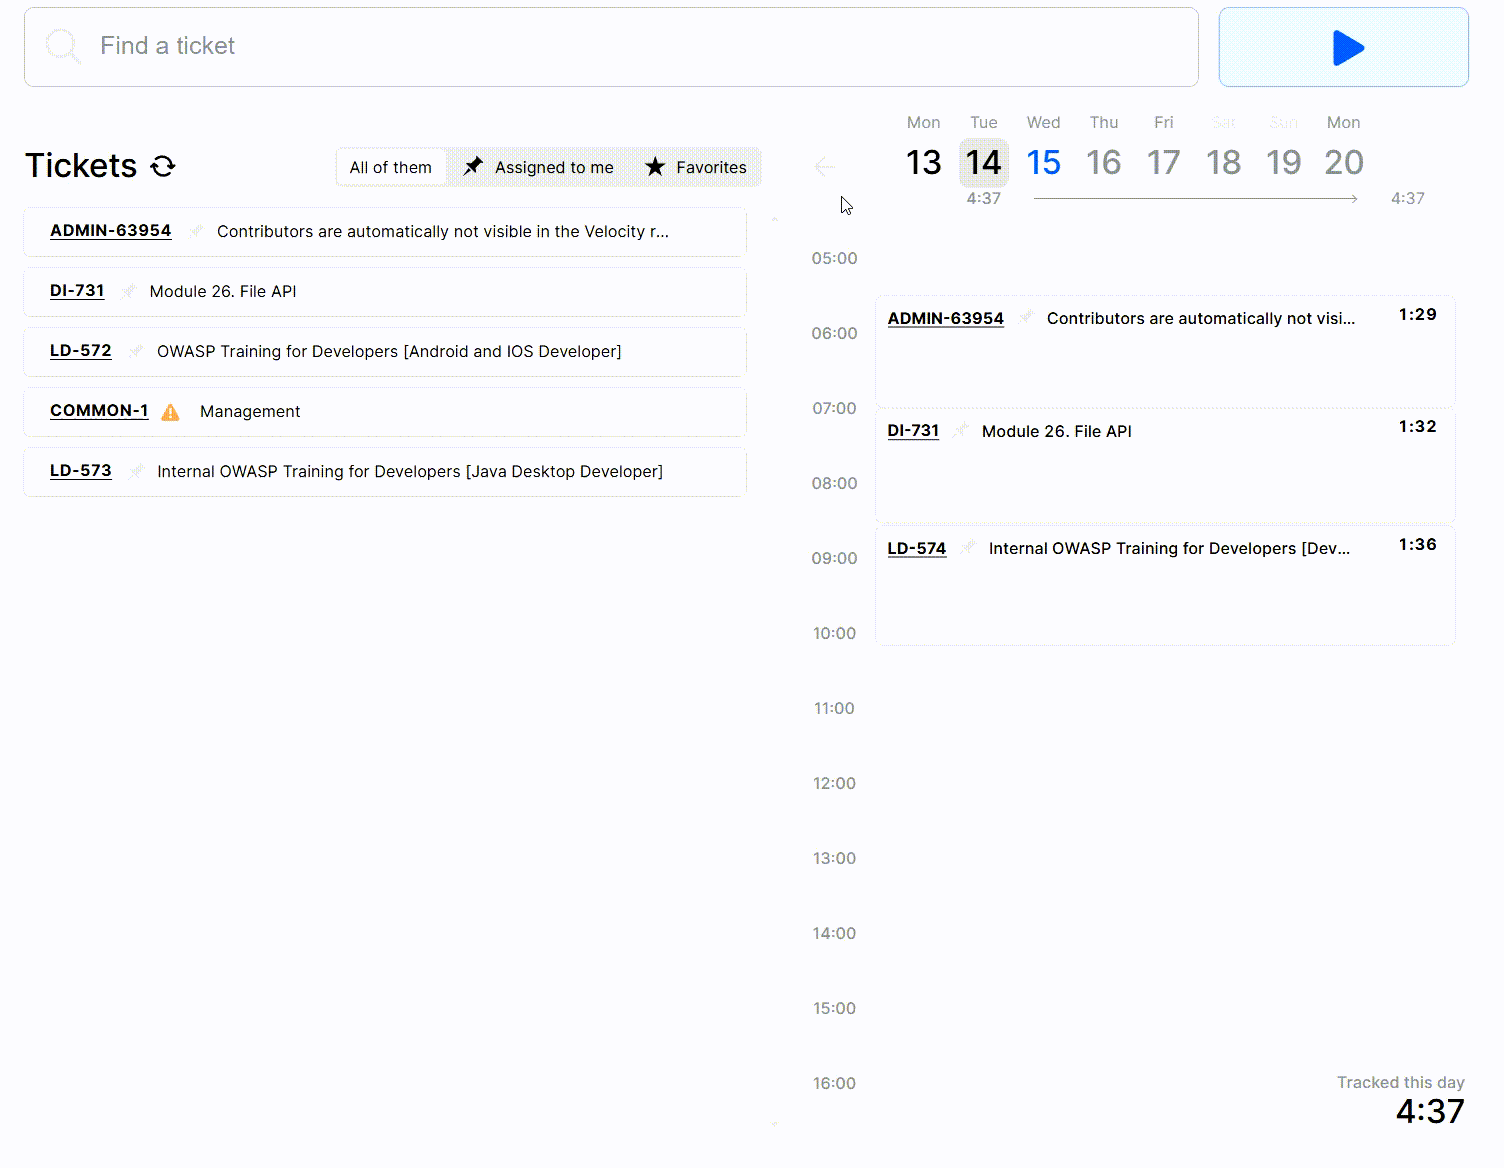 Find a ticket
Mon Tue Wed Thu Fri Sat Sun Mon
13 14 15 16 17 18 19 20
4:37 4:37
Tickets
All of them Assigned to me Favorites
ADMIN-63954 Contributors are automatically not visible in the Velocity r...
DI-731 Module 26. File API
LD-572 OWASP Training for Developers [Android and IOS Developer]
COMMON-1 Management
LD-573 Internal OWASP Training for Developers [Java Desktop Developer]
05:00
ADMIN-63954 Contributors are automatically not visi... 1:29
06:00
07:00
DI-731 Module 26. File API 1:32
08:00
LD-574 Internal OWASP Training for Developers [Dev... 1:36
09:00
10:00
11:00
12:00
13:00
14:00
15:00
16:00
Tracked this day
4:37